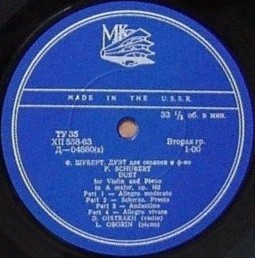 МК
MADE IN THE U.S.S.R.
33 ⅓ об. в мин.
ТУ 35
XII 558-63
Д—04880(а)
Вторая гр.
1-00
Ф. ШУБЕРТ. ДУЭТ для скрипки и ф-но
F. SCHUBERT
DUET
for Violin and Piano
in A major, op. 162
Part 1 — Allegro moderato
Part 2 — Scherzo. Presto
Part 3 — Andantino
Part 4 — Allegro vivace
D. OISTRAKH (violin)
L. OBORIN (piano)